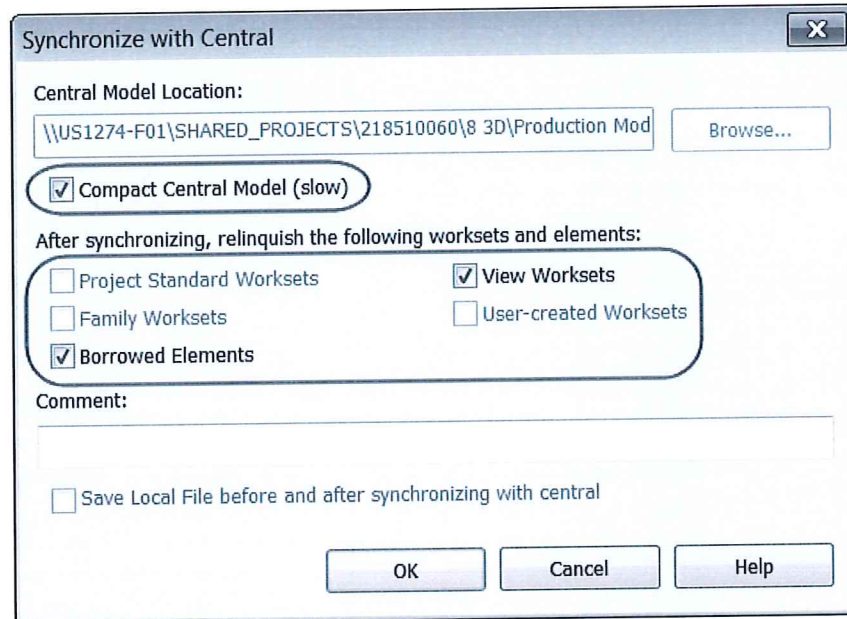 Synchronize with Central
Central Model Location:
\\US1274-F01\SHARED_PROJECTS\218510060\8 3D\Production Mod
Browse...
Compact Central Model (slow)
After synchronizing, relinquish the following worksets and elements:
Project Standard Worksets
View Worksets
Family Worksets
User-created Worksets
Borrowed Elements
Comment:
Save Local File before and after synchronizing with central
OK
Cancel
Help